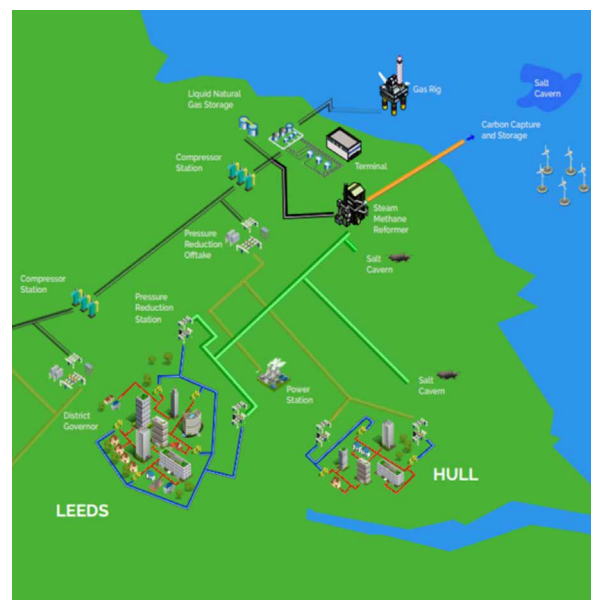 Gas Rig
Salt
Cavern
Liquid Natural
Gas Storage
Carbon Capture
and Storage
Terminal
Compressor
Station
Steam
Methane
Reformer
Pressure
Reduction
Offtake
Salt
Cavern
Compressor
Station
Pressure
Reduction
Station
Power
Station
Salt
Cavern
District
Governor
HULL
LEEDS